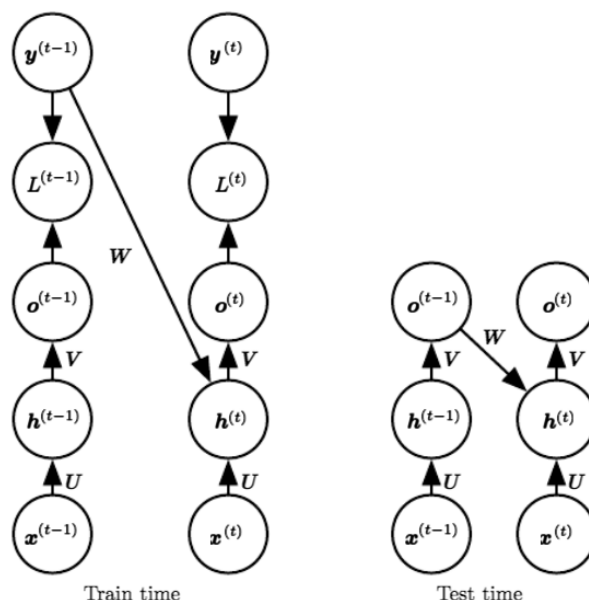 y^(t−1) y^(t)
L^(t−1) L^(t)
W
o^(t−1) o^(t) o^(t−1) o^(t)
W
V V V V
h^(t−1) h^(t) h^(t−1) h^(t)
U U U U
x^(t−1) x^(t) x^(t−1) x^(t)
Train time Test time